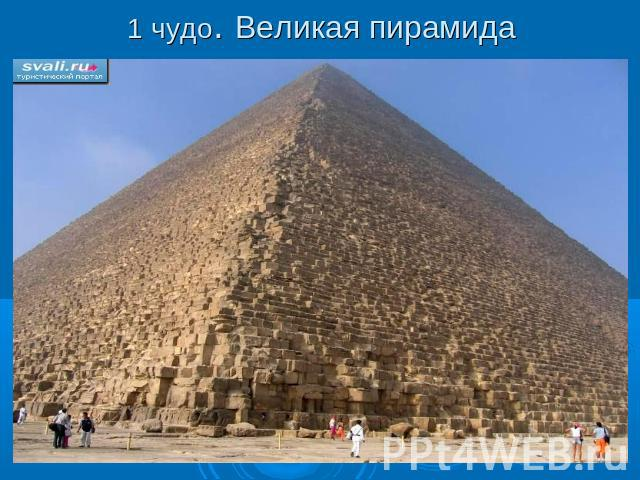 1 чудо. Великая пирамида
svali.ru
туристический портал
PPt4WEB.ru